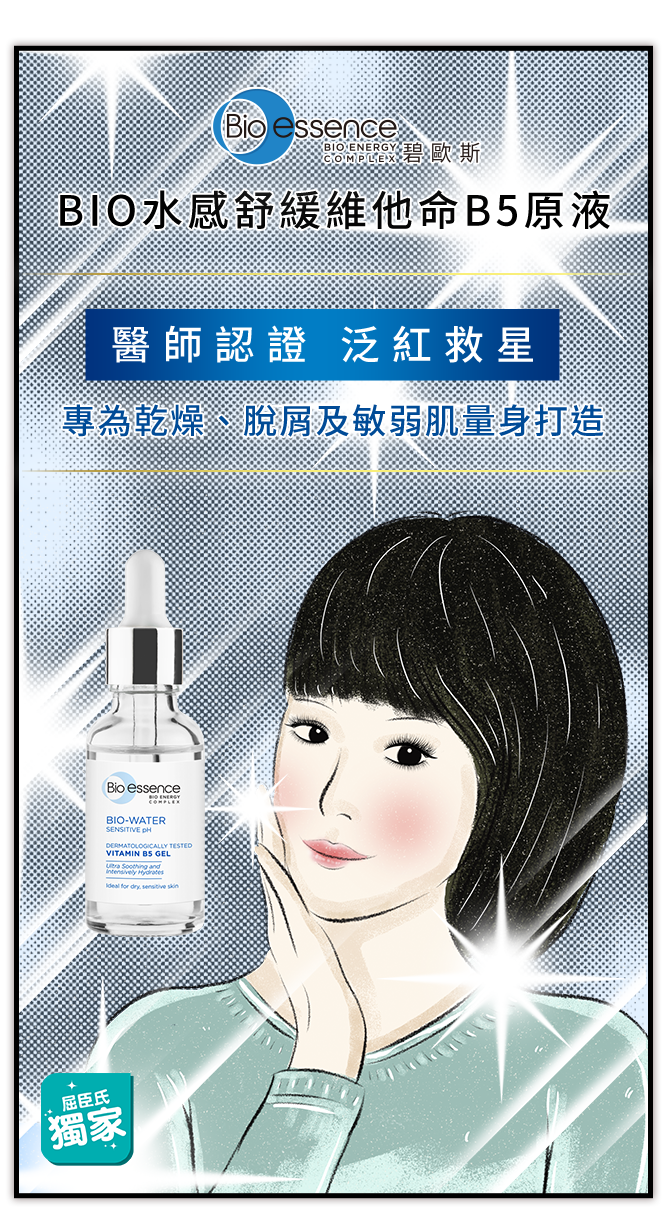 Bio essence
BIO ENERGY
COMPLEX 碧歐斯
BIO水感舒緩維他命B5原液
醫師認證 泛紅救星
專為乾燥、脫屑及敏弱肌量身打造
Bio essence
BIO ENERGY
COMPLEX
BIO-WATER
SENSITIVE pH
DERMATOLOGICALLY TESTED
VITAMIN B5 GEL
Ultra Soothing and
Intensively Hydrates
Ideal for dry, sensitive skin
屈臣氏
獨家